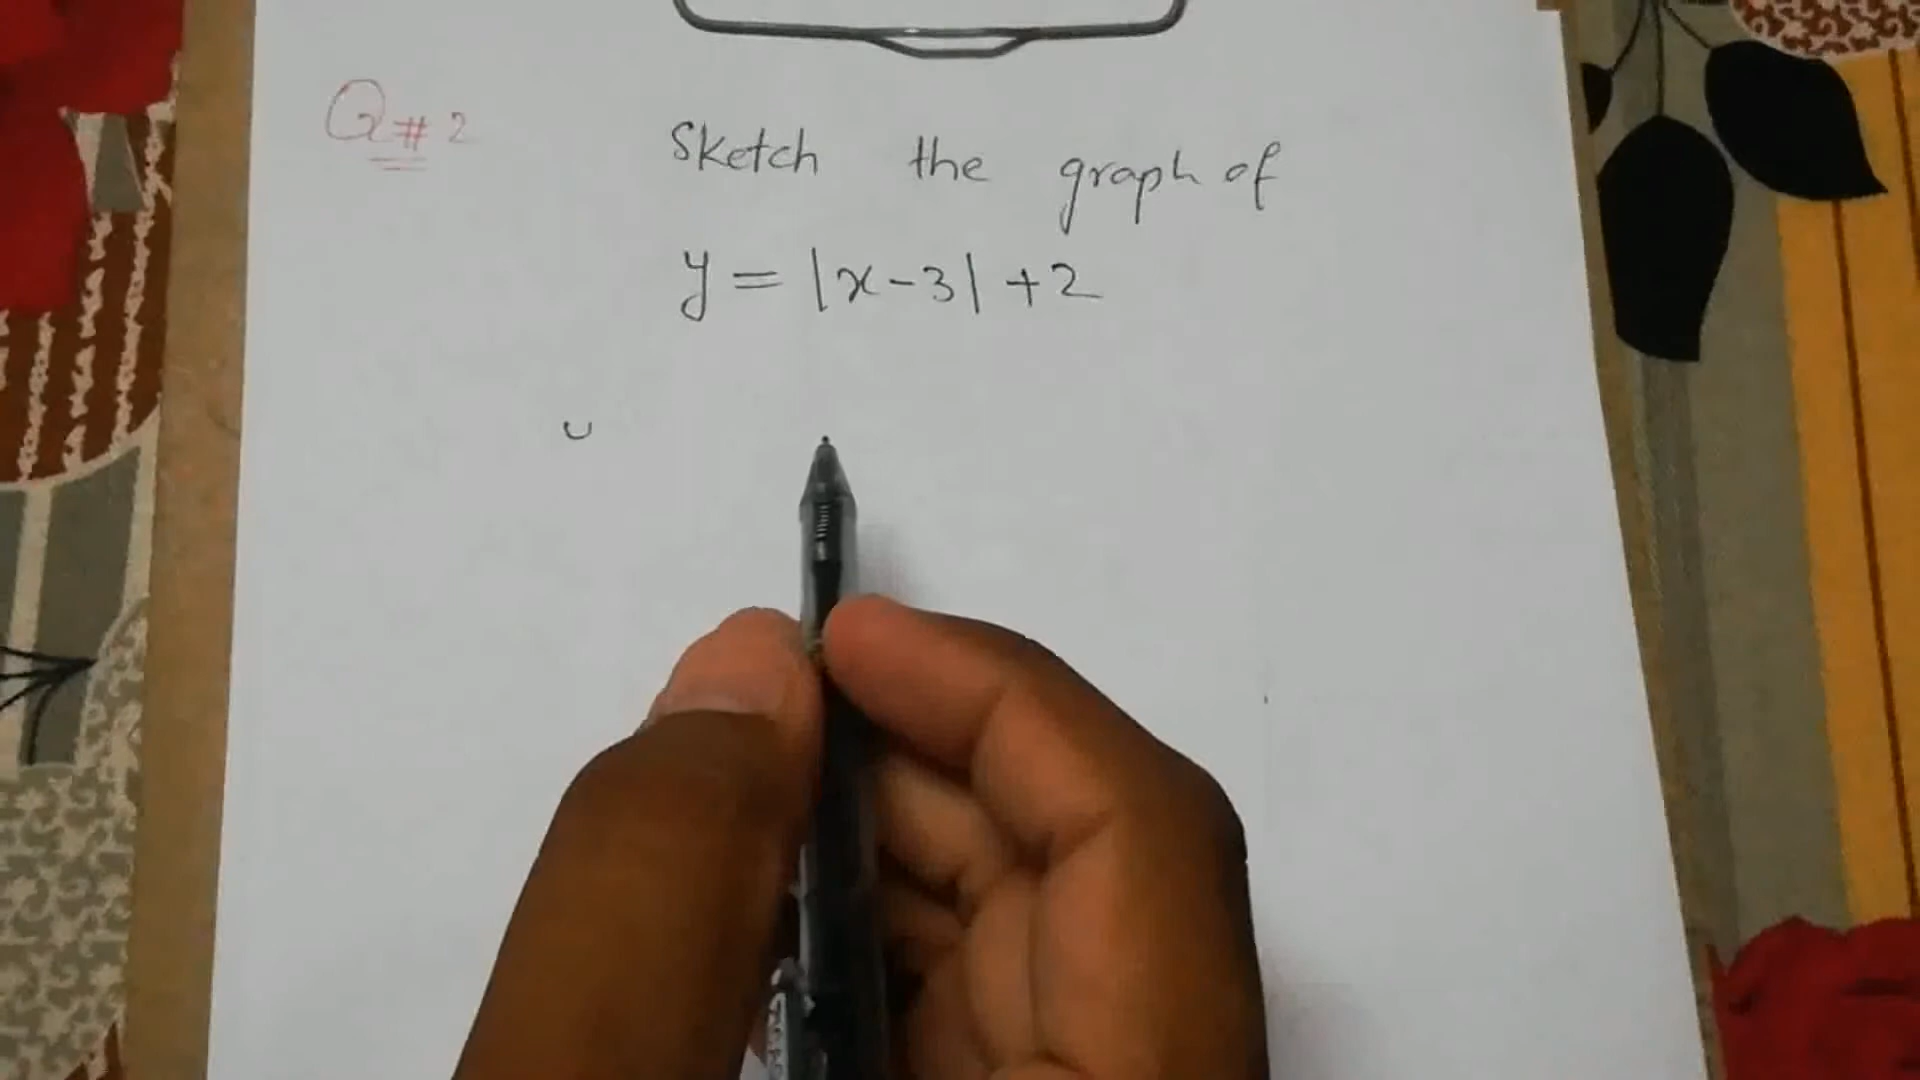 Q#2
Sketch the graph of
y = |x-3| +2